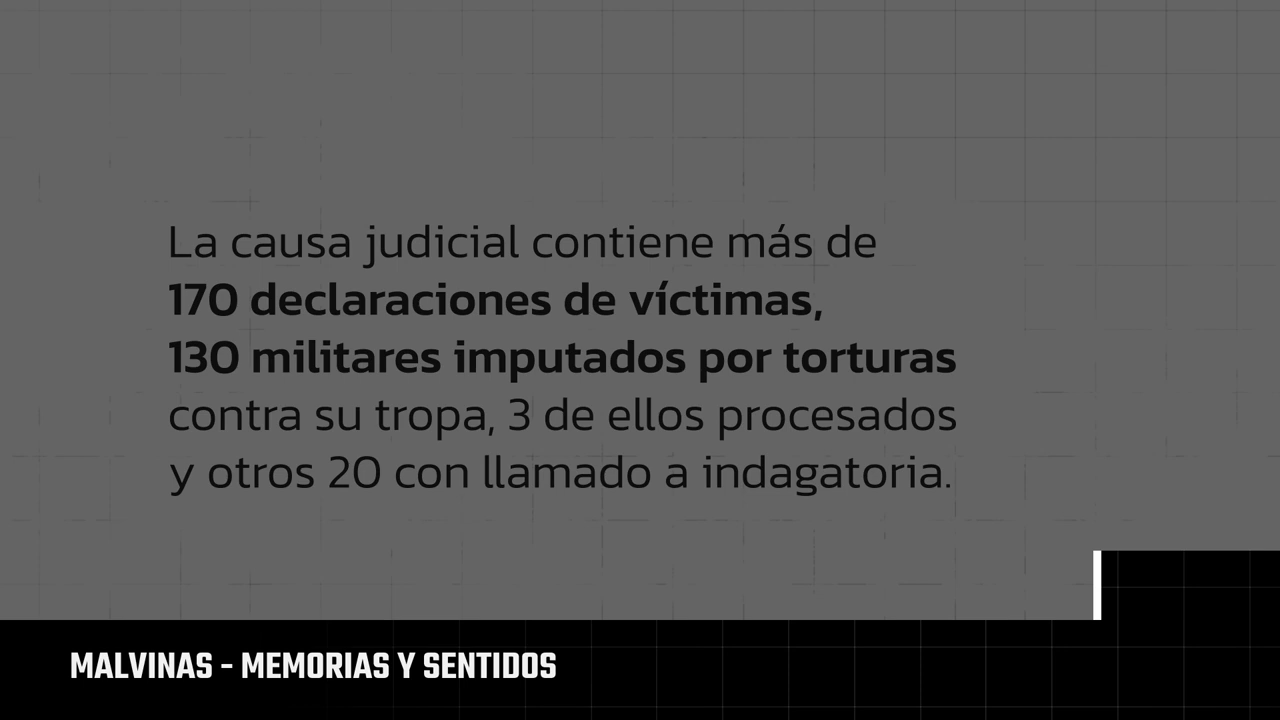 La causa judicial contiene más de
170 declaraciones de víctimas,
130 militares imputados por torturas
contra su tropa, 3 de ellos procesados
y otros 20 con llamado a indagatoria.
MALVINAS - MEMORIAS Y SENTIDOS